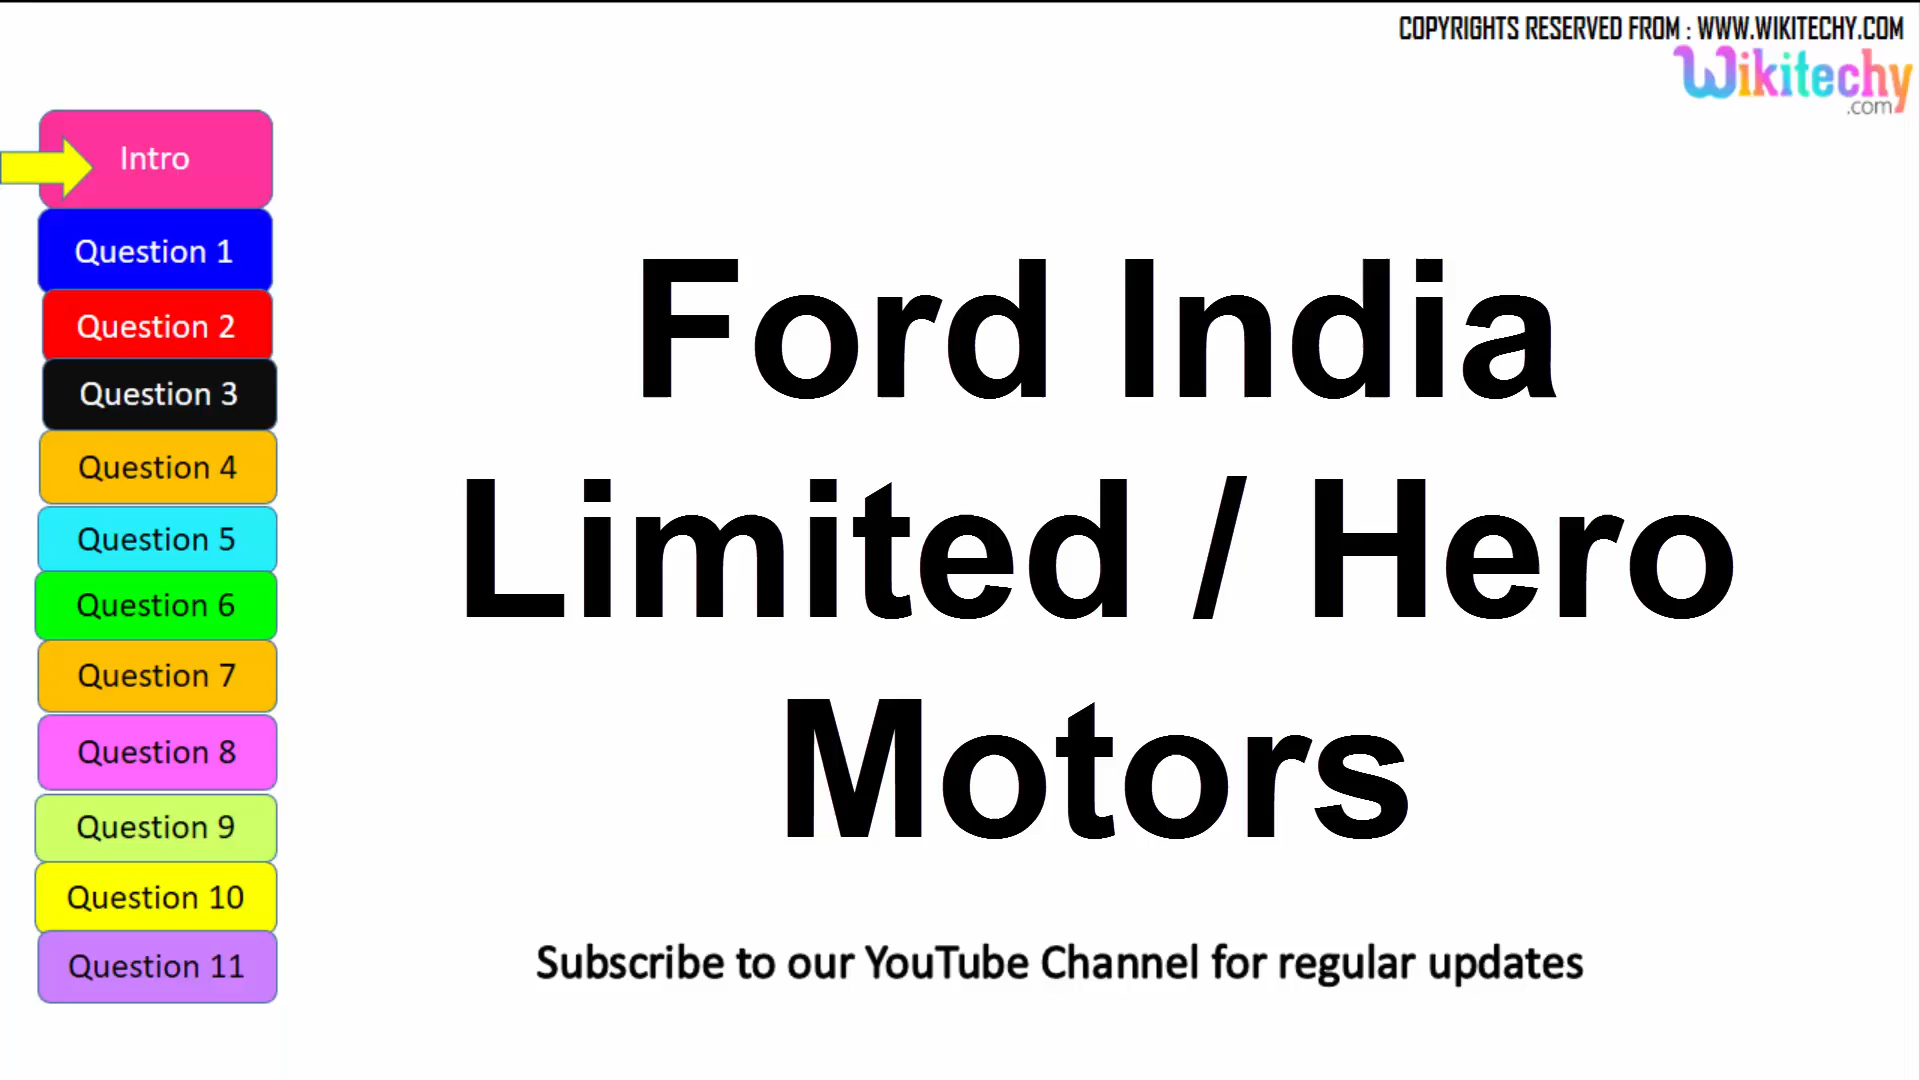 COPYRIGHTS RESERVED FROM : WWW.WIKITECHY.COM
Wikitechy
.com
Intro
Question 1
Question 2
Question 3
Question 4
Question 5
Question 6
Question 7
Question 8
Question 9
Question 10
Question 11
Ford India
Limited / Hero
Motors
Subscribe to our YouTube Channel for regular updates